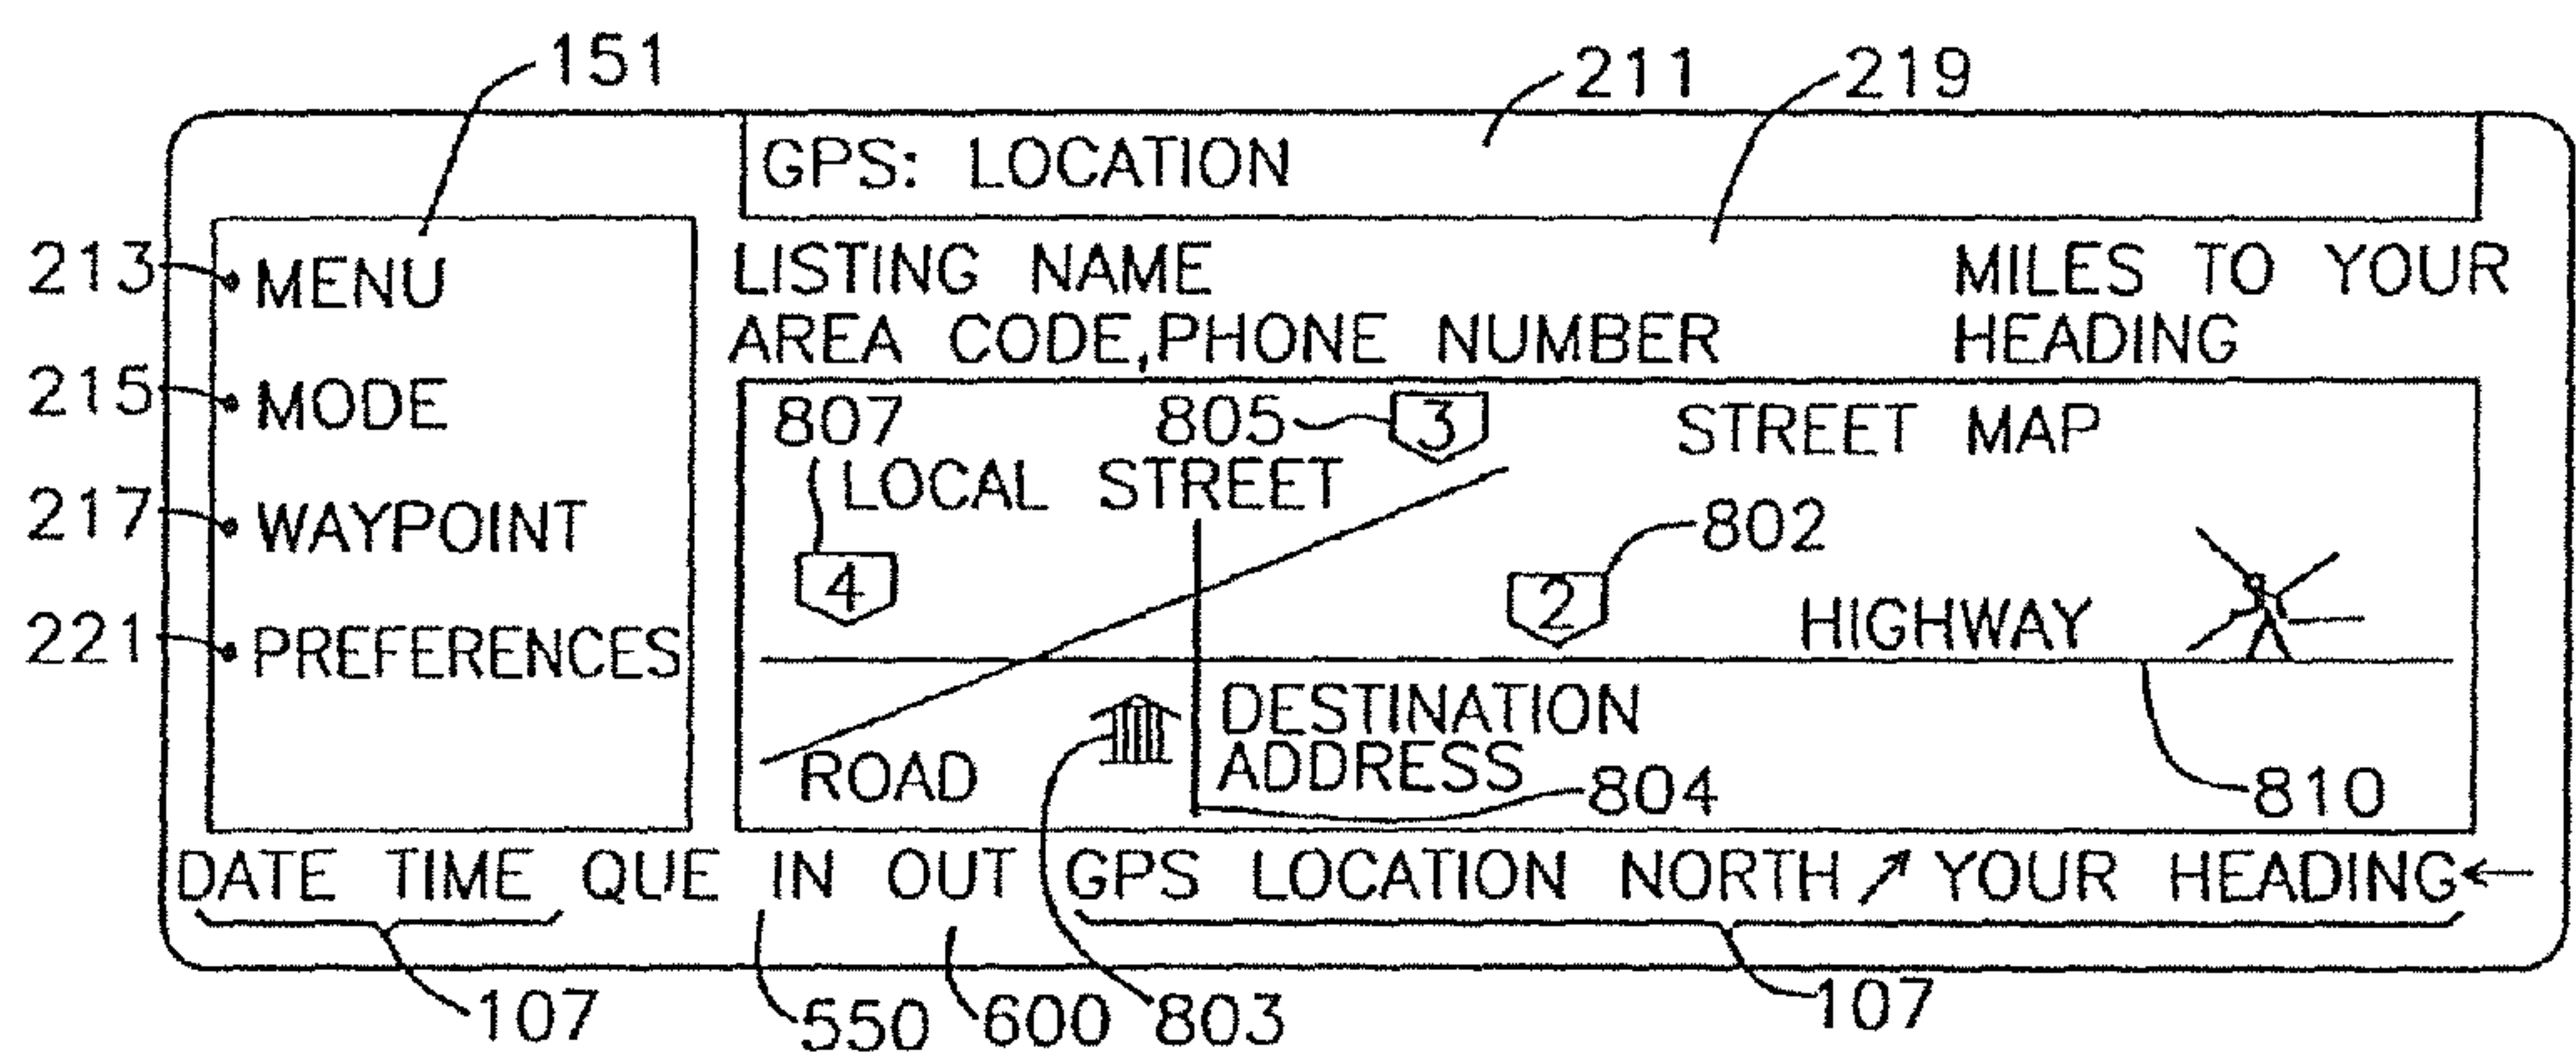 151
211
219
GPS: LOCATION
213 MENU
LISTING NAME
MILES TO YOUR
AREA CODE,PHONE NUMBER
HEADING
215 MODE
807
805
3
STREET MAP
LOCAL STREET
217 WAYPOINT
802
4
2
HIGHWAY
221 PREFERENCES
DESTINATION
ADDRESS
ROAD
804
810
DATE TIME QUE IN OUT GPS LOCATION NORTH ↗ YOUR HEADING ←
107
550
600
803
107